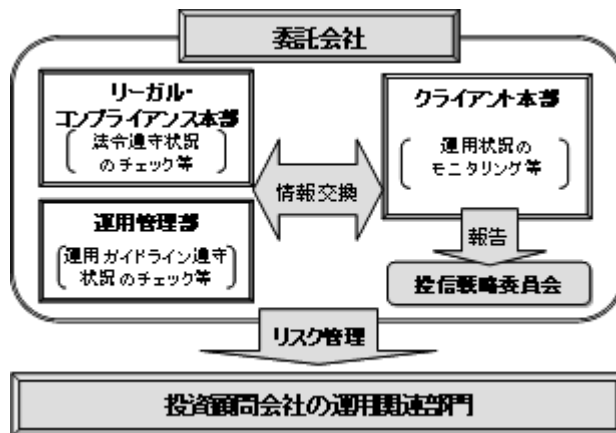 委託会社
リーガル・
コンプライアンス本部
法令遵守状況
のチェック等
クライアント本部
運用状況の
モニタリング等
情報交換
運用管理部
運用ガイドライン遵守
状況のチェック等
報告
投信戦略委員会
リスク管理
投資顧問会社の運用関連部門